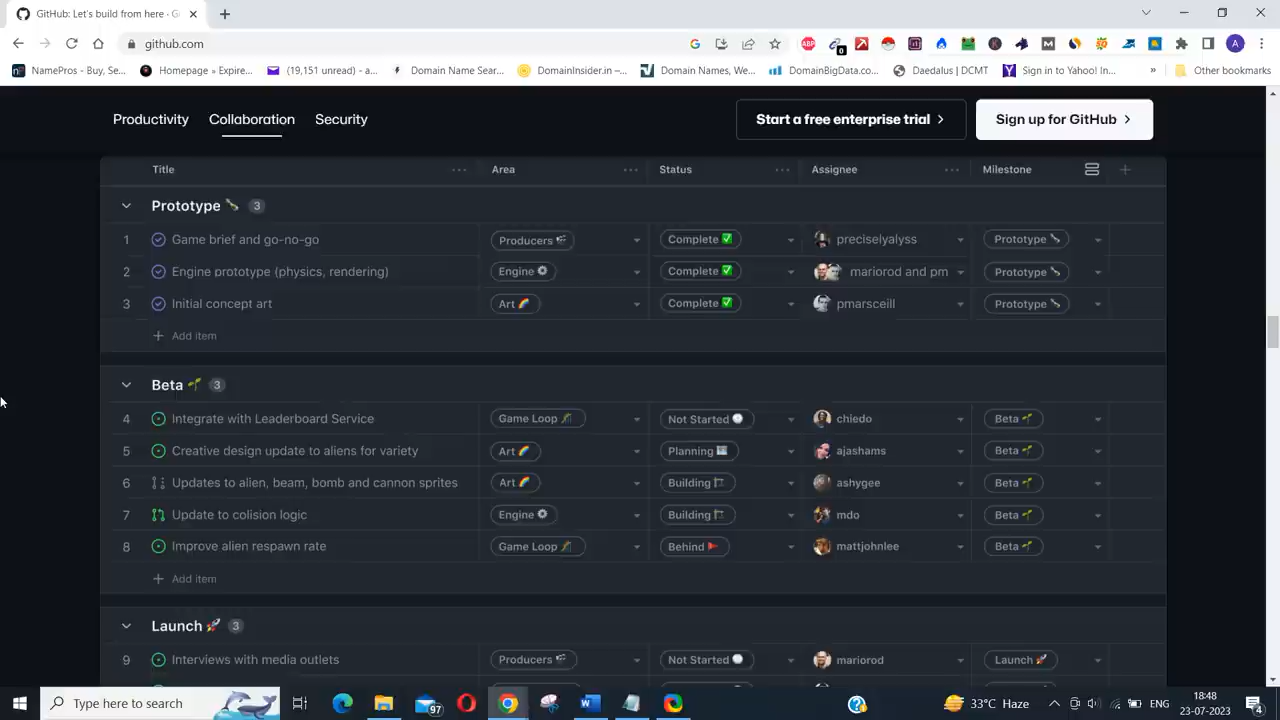 GitHub: Let's build from here · G
github.com
ABP
0
A
NamePros - Buy, Se...
Homepage » Expire...
(19,151 unread) - a...
Domain Name Sear...
DomainInsider.in –...
Domain Names, We...
DomainBigData.co...
Daedalus | DCMT
Sign in to Yahoo! In...
»
Other bookmarks
Productivity
Collaboration
Security
Start a free enterprise trial
Sign up for GitHub
Title Area Status Assignee Milestone
Prototype 3
1 Game brief and go-no-go Producers Complete preciselyalyss Prototype
2 Engine prototype (physics, rendering) Engine Complete mariorod and pm Prototype
3 Initial concept art Art Complete pmarsceill Prototype
Add item
Beta 3
4 Integrate with Leaderboard Service Game Loop Not Started chiedo Beta
5 Creative design update to aliens for variety Art Planning ajashams Beta
6 Updates to alien, beam, bomb and cannon sprites Art Building ashygee Beta
7 Update to colision logic Engine Building mdo Beta
8 Improve alien respawn rate Game Loop Behind mattjohnlee Beta
Add item
Launch 3
9 Interviews with media outlets Producers Not Started mariorod Launch
Type here to search
97
33°C Haze
ENG
18:48
23-07-2023
4